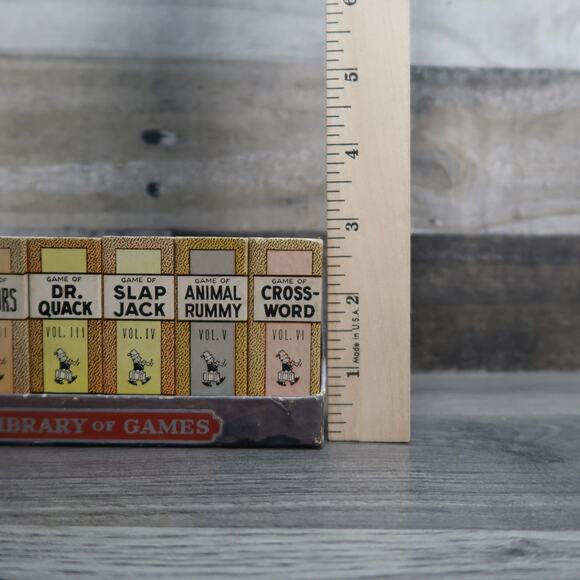 GAME OF
DR.
QUACK
VOL. III
GAME OF
SLAP
JACK
VOL. IV
GAME OF
ANIMAL
RUMMY
VOL. V
GAME OF
CROSS-
WORD
VOL. VI
LIBRARY OF GAMES
6
5
4
3
2
1
Made in U.S.A.